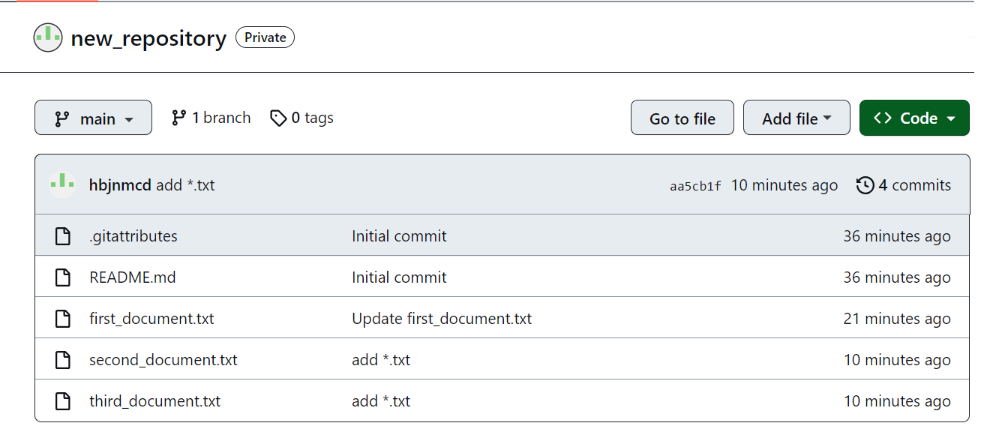 new_repository Private
main 1 branch 0 tags Go to file Add file <> Code
hbjnmcd add *.txt aa5cb1f 10 minutes ago 4 commits
.gitattributes Initial commit 36 minutes ago
README.md Initial commit 36 minutes ago
first_document.txt Update first_document.txt 21 minutes ago
second_document.txt add *.txt 10 minutes ago
third_document.txt add *.txt 10 minutes ago